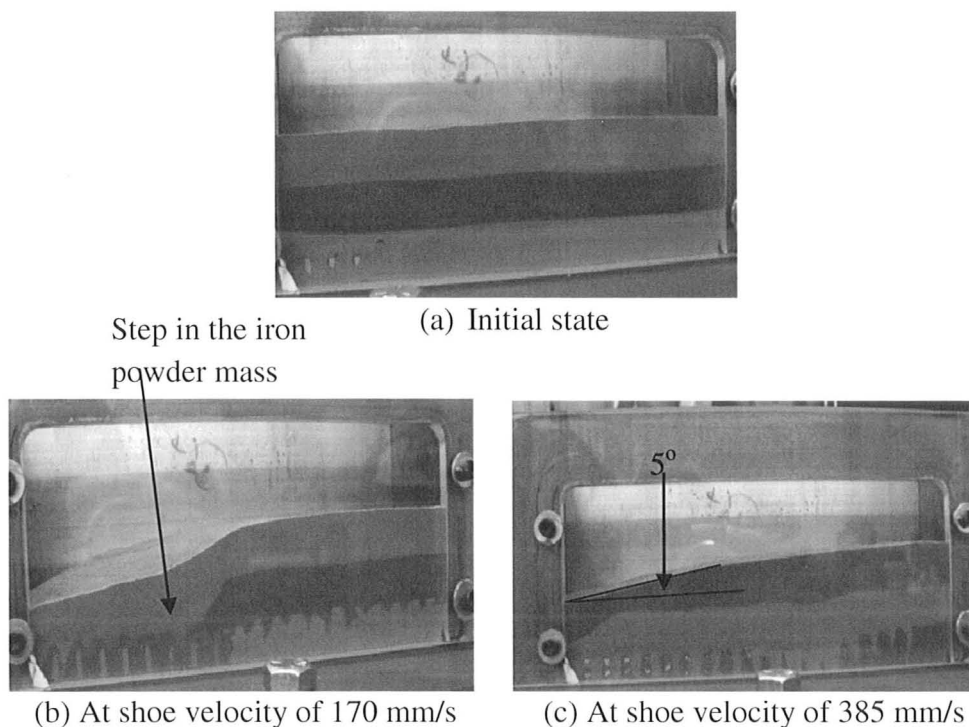 (a) Initial state
Step in the iron
powder mass
5°
(b) At shoe velocity of 170 mm/s
(c) At shoe velocity of 385 mm/s